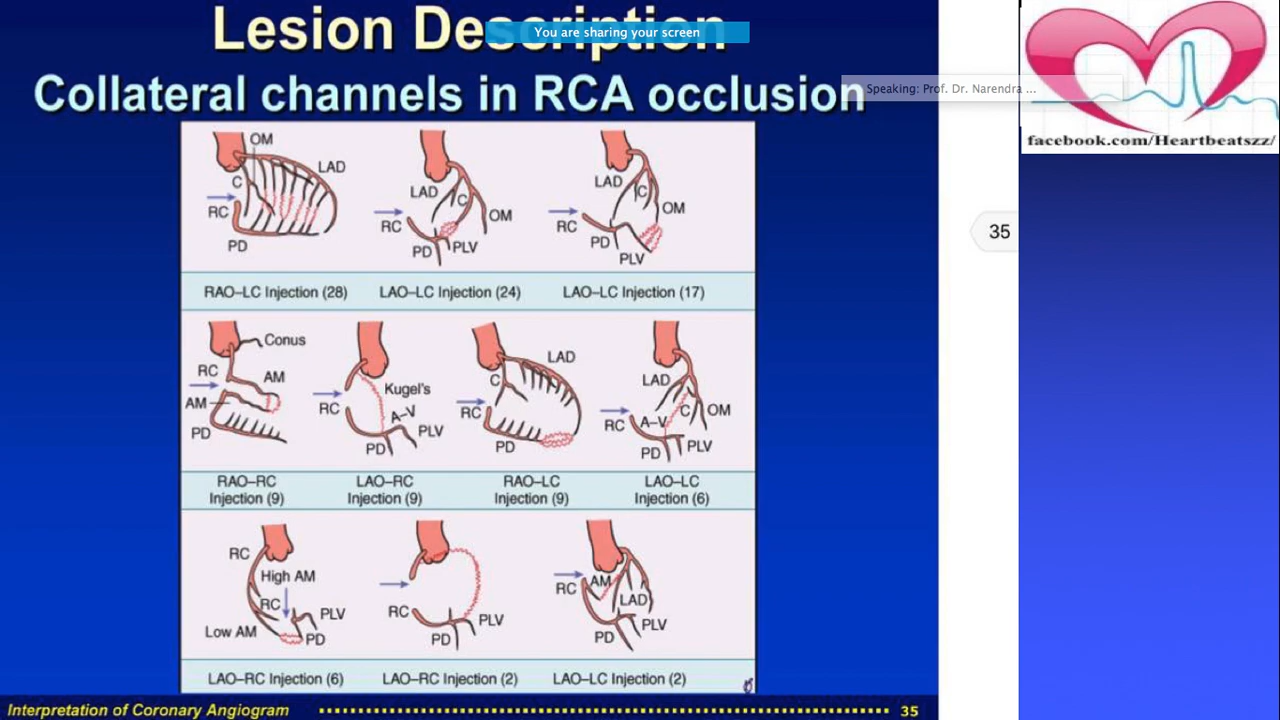 Lesion Description
You are sharing your screen
Collateral channels in RCA occlusion
Speaking: Prof. Dr. Narendra ...
facebook.com/Heartbeatszz/
35
OM
LAD
C
RC
PD
LAD
C
OM
RC
PD
PLV
LAD
C
OM
RC
PD
PLV
RAO–LC Injection (28)
LAO–LC Injection (24)
LAO–LC Injection (17)
Conus
RC
AM
AM
PD
Kugel's
RC
A–V
PLV
PD
LAD
C
RC
PD
LAD
C
OM
RC
A–V
PD
PLV
RAO–RC
Injection (9)
LAO–RC
Injection (9)
RAO–LC
Injection (9)
LAO–LC
Injection (6)
RC
High AM
RC
PLV
Low AM
PD
RC
PLV
PD
AM
RC
LAD
PLV
PD
LAO–RC Injection (6)
LAO–RC Injection (2)
LAO–LC Injection (2)
Interpretation of Coronary Angiogram
35